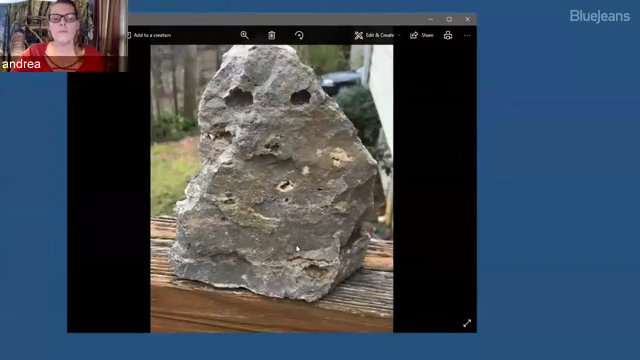 BlueJeans
Add to a creation
Edit & Create
Share
andrea